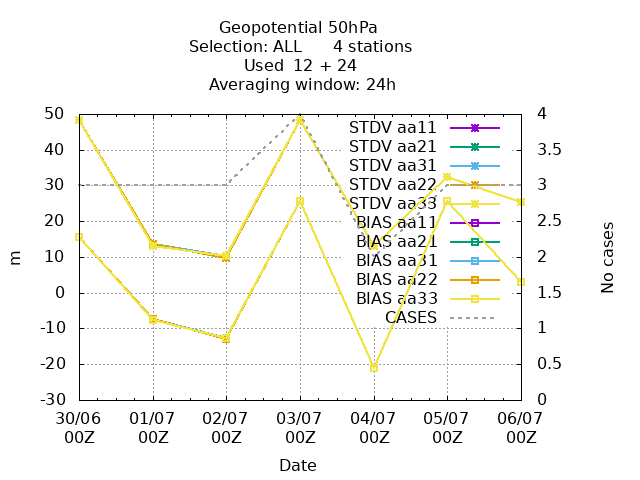 Geopotential 50hPa
Selection: ALL 4 stations
Used 12 + 24
Averaging window: 24h
50
40
30
20
10
0
-10
-20
-30
m
4
3.5
3
2.5
2
1.5
1
0.5
0
No cases
STDV aa11
STDV aa21
STDV aa31
STDV aa22
STDV aa33
BIAS aa11
BIAS aa21
BIAS aa31
BIAS aa22
BIAS aa33
CASES
30/06 01/07 02/07 03/07 04/07 05/07 06/07
00Z 00Z 00Z 00Z 00Z 00Z 00Z
Date